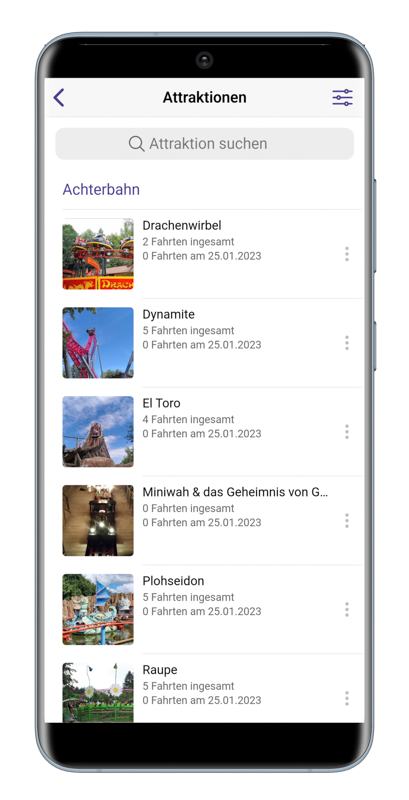 Attraktionen
Attraktion suchen
Achterbahn
Drachenwirbel
2 Fahrten ingesamt
0 Fahrten am 25.01.2023
Dynamite
5 Fahrten ingesamt
0 Fahrten am 25.01.2023
El Toro
4 Fahrten ingesamt
0 Fahrten am 25.01.2023
Miniwah & das Geheimnis von G...
0 Fahrten ingesamt
0 Fahrten am 25.01.2023
Plohseidon
5 Fahrten ingesamt
0 Fahrten am 25.01.2023
Raupe
5 Fahrten ingesamt
0 Fahrten am 25.01.2023